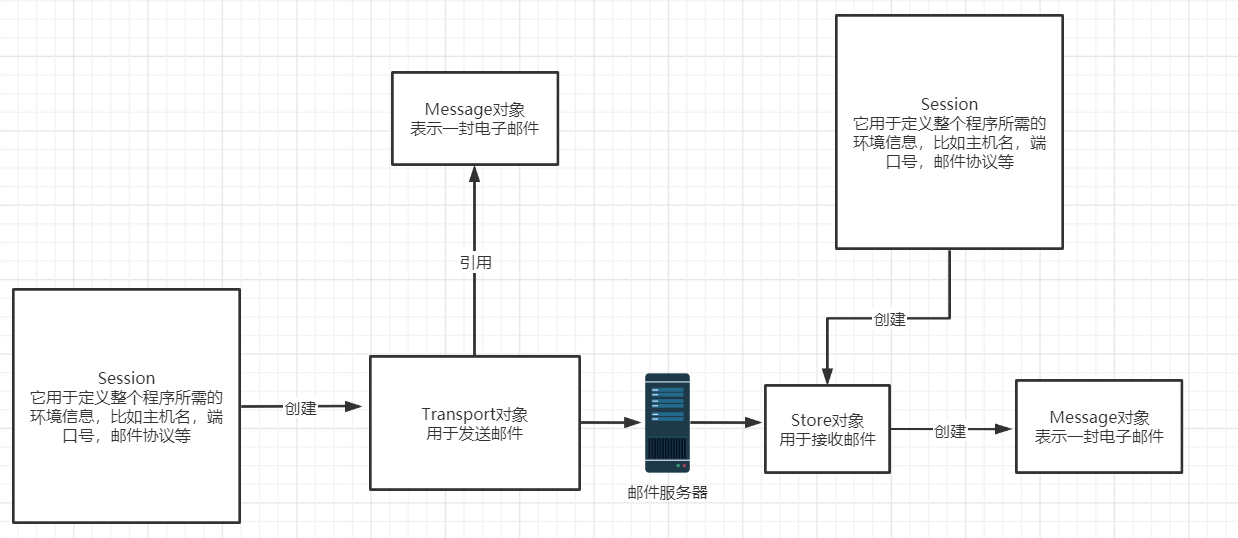 Message对象
表示一封电子邮件
Session
它用于定义整个程序所需的
环境信息，比如主机名，端
口号，邮件协议等
引用
创建
Session
它用于定义整个程序所需的
环境信息，比如主机名，端
口号，邮件协议等
创建
Transport对象
用于发送邮件
邮件服务器
Store对象
用于接收邮件
创建
Message对象
表示一封电子邮件